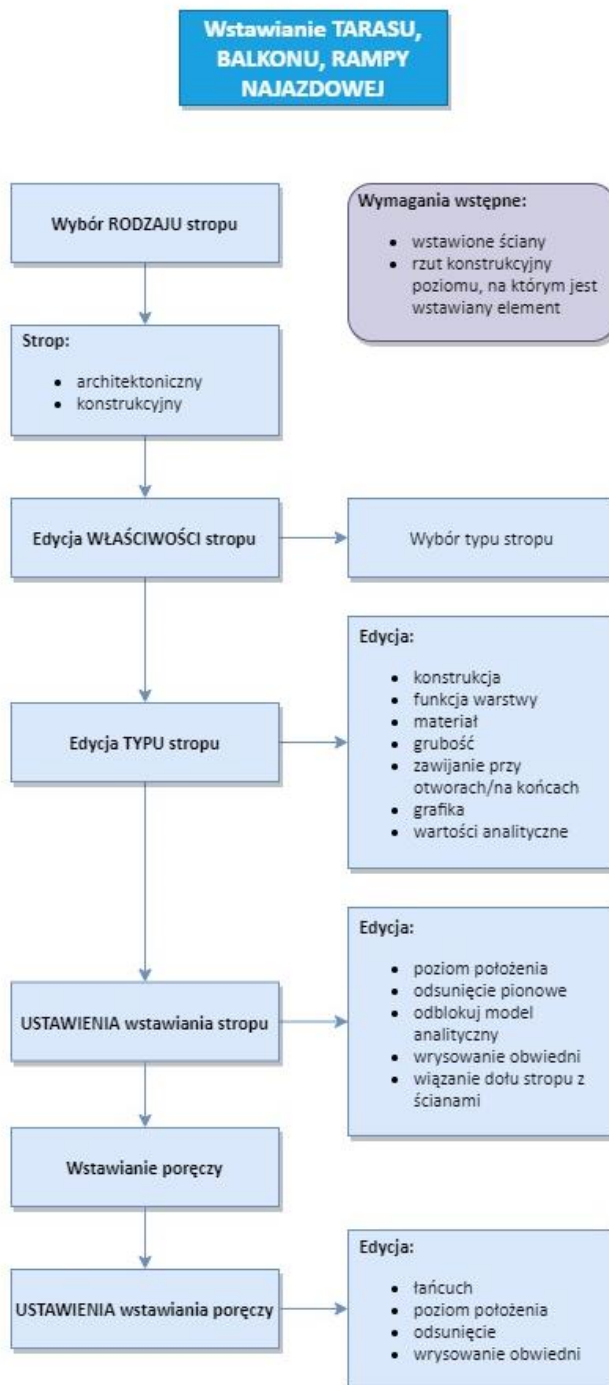 Wstawianie TARASU,
BALKONU, RAMPY
NAJAZDOWEJ
Wybór RODZAJU stropu
Wymagania wstępne:
• wstawione ściany
• rzut konstrukcyjny
poziomu, na którym jest
wstawiany element
Strop:
• architektoniczny
• konstrukcyjny
Edycja WŁAŚCIWOŚCI stropu
Wybór typu stropu
Edycja TYPU stropu
Edycja:
• konstrukcja
• funkcja warstwy
• materiał
• grubość
• zawijanie przy
otworach/na końcach
• grafika
• wartości analityczne
USTAWIENIA wstawiania stropu
Edycja:
• poziom położenia
• odsunięcie pionowe
• odblokuj model
analityczny
• wrysowanie obwiedni
• wiązanie dołu stropu z
ścianami
Wstawianie poręczy
USTAWIENIA wstawiania poręczy
Edycja:
• łańcuch
• poziom położenia
• odsunięcie
• wrysowanie obwiedni